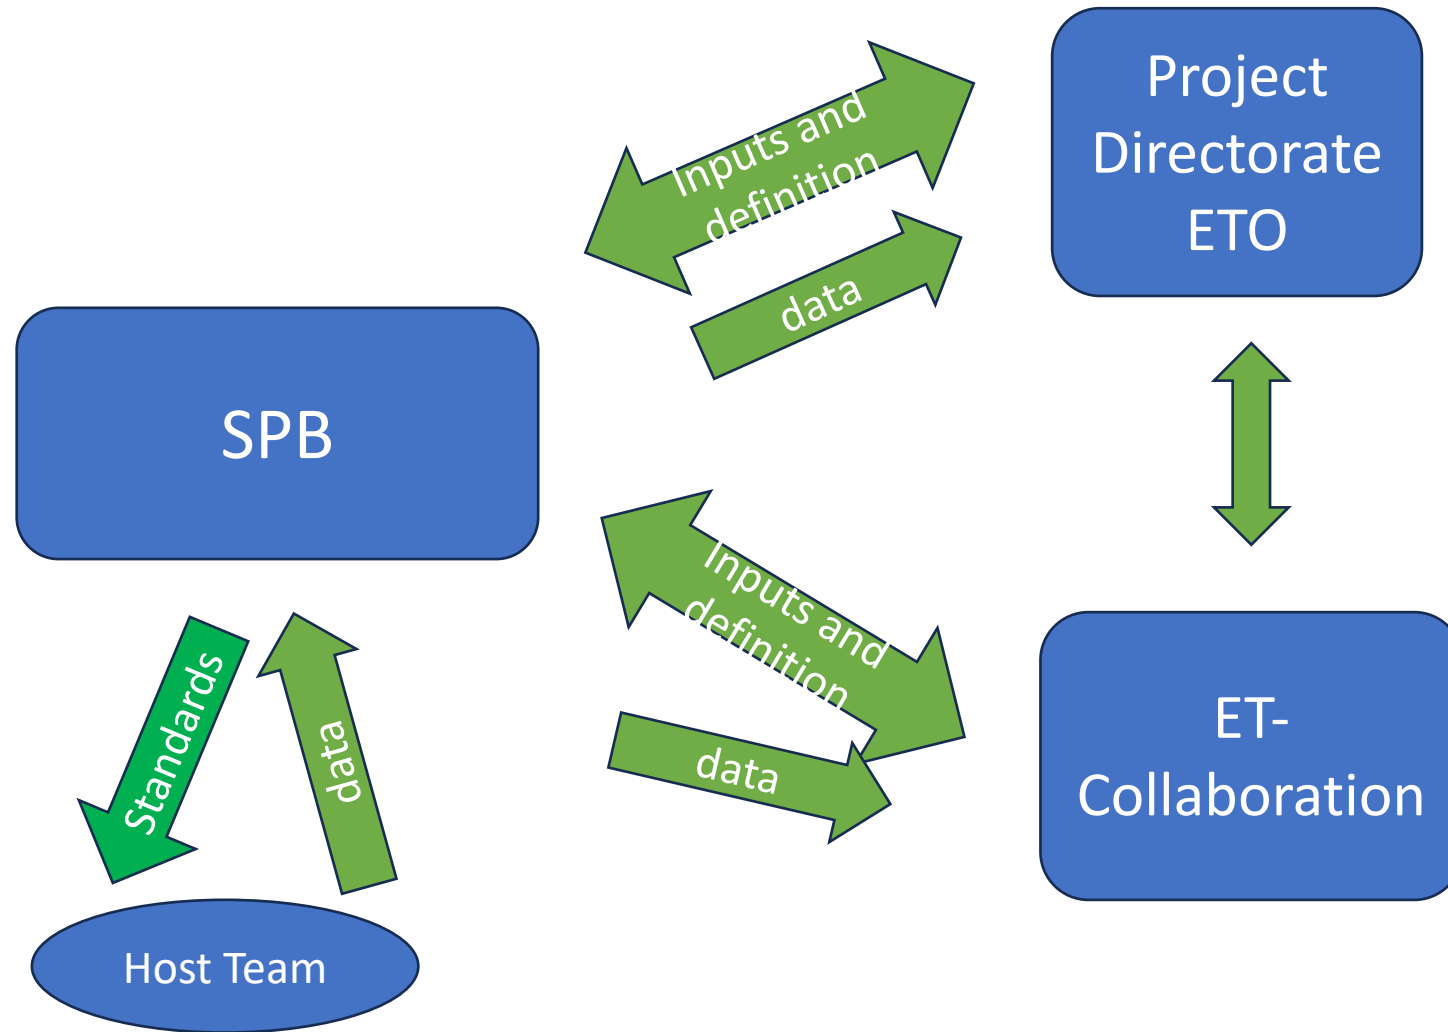 Project
Directorate
ETO
Inputs and
definition
data
SPB
Inputs and
definition
data
ET-
Collaboration
Standards
data
Host Team